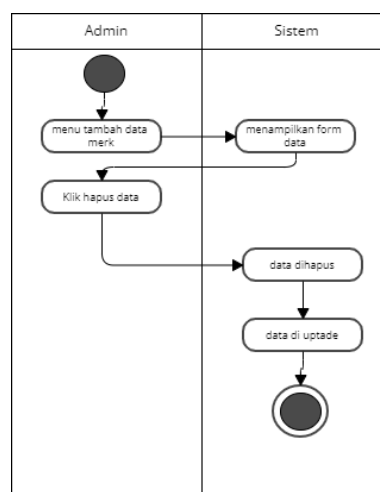 Admin
Sistem
menu tambah data
merk
menampilkan form
data
Klik hapus data
data dihapus
data di uptade